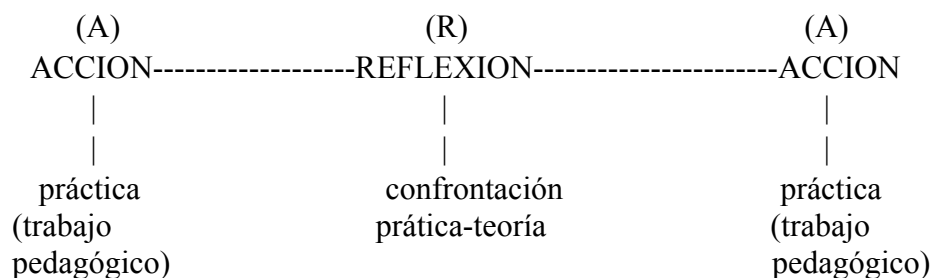 (A) (R) (A)
ACCION-------------------REFLEXION-----------------------ACCION
| | |
| | |
práctica confrontación práctica
(trabajo prática-teoría (trabajo
pedagógico) pedagógico)